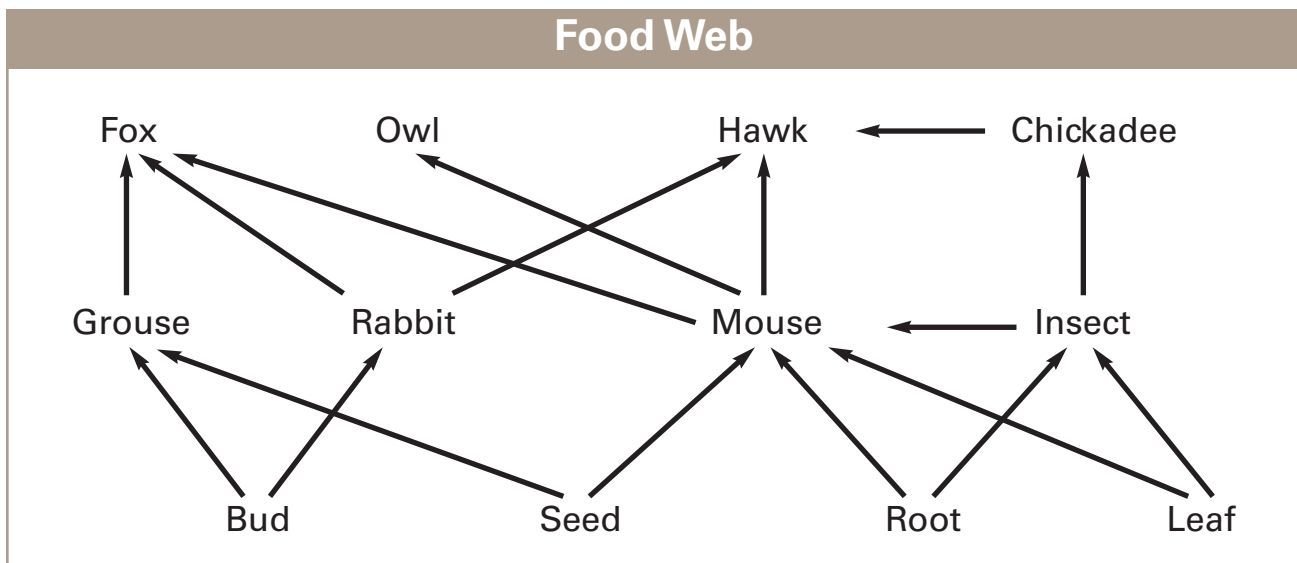 Food Web
Fox Owl Hawk Chickadee
Grouse Rabbit Mouse Insect
Bud Seed Root Leaf